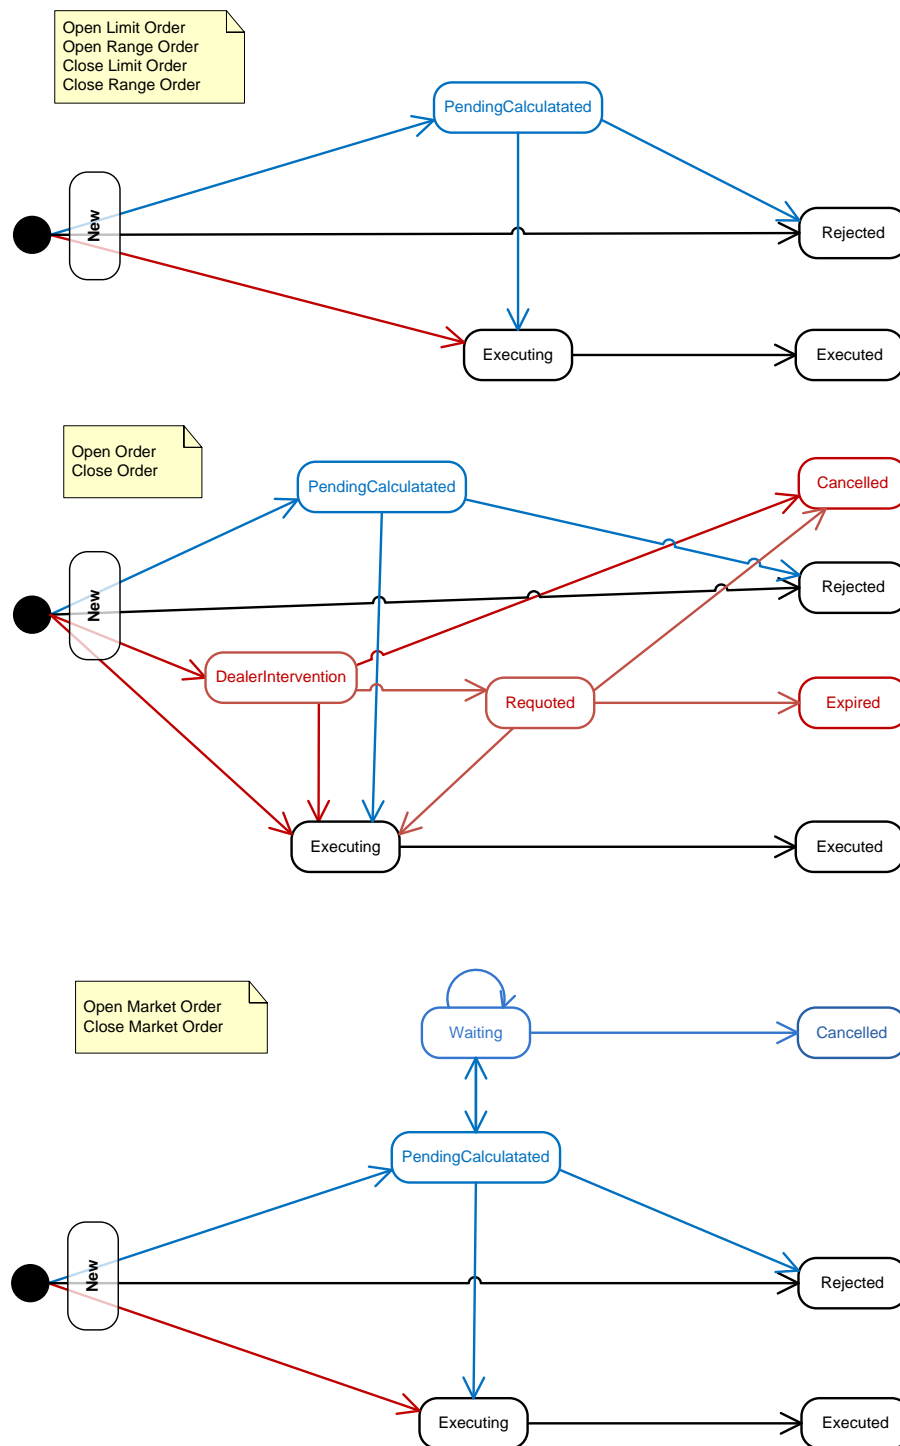 Open Limit Order
Open Range Order
Close Limit Order
Close Range Order
PendingCalculatated
New
Rejected
Executing
Executed
Open Order
Close Order
Cancelled
PendingCalculatated
Rejected
New
DealerIntervention
Requoted
Expired
Executing
Executed
Open Market Order
Close Market Order
Waiting
Cancelled
PendingCalculatated
New
Rejected
Executing
Executed